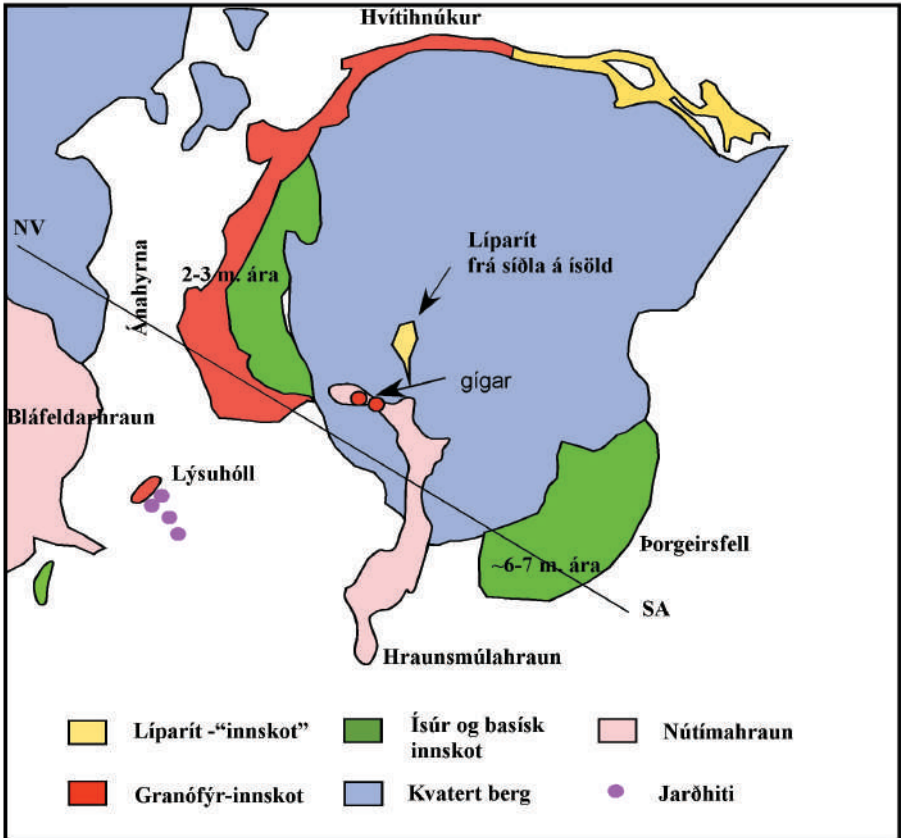 Hvítihnúkur
NV
Ánahyrna
2-3 m. ára
Líparít
frá síðla á ísöld
gígar
Bláfeldarhraun
Lýsuhóll
Þorgeirsfell
~6-7 m. ára
SA
Hraunsmúlahraun
Líparít -“innskot”
Ísúr og basísk
innskot
Nútímahraun
Granófýr-innskot
Kvatert berg
Jarðhiti